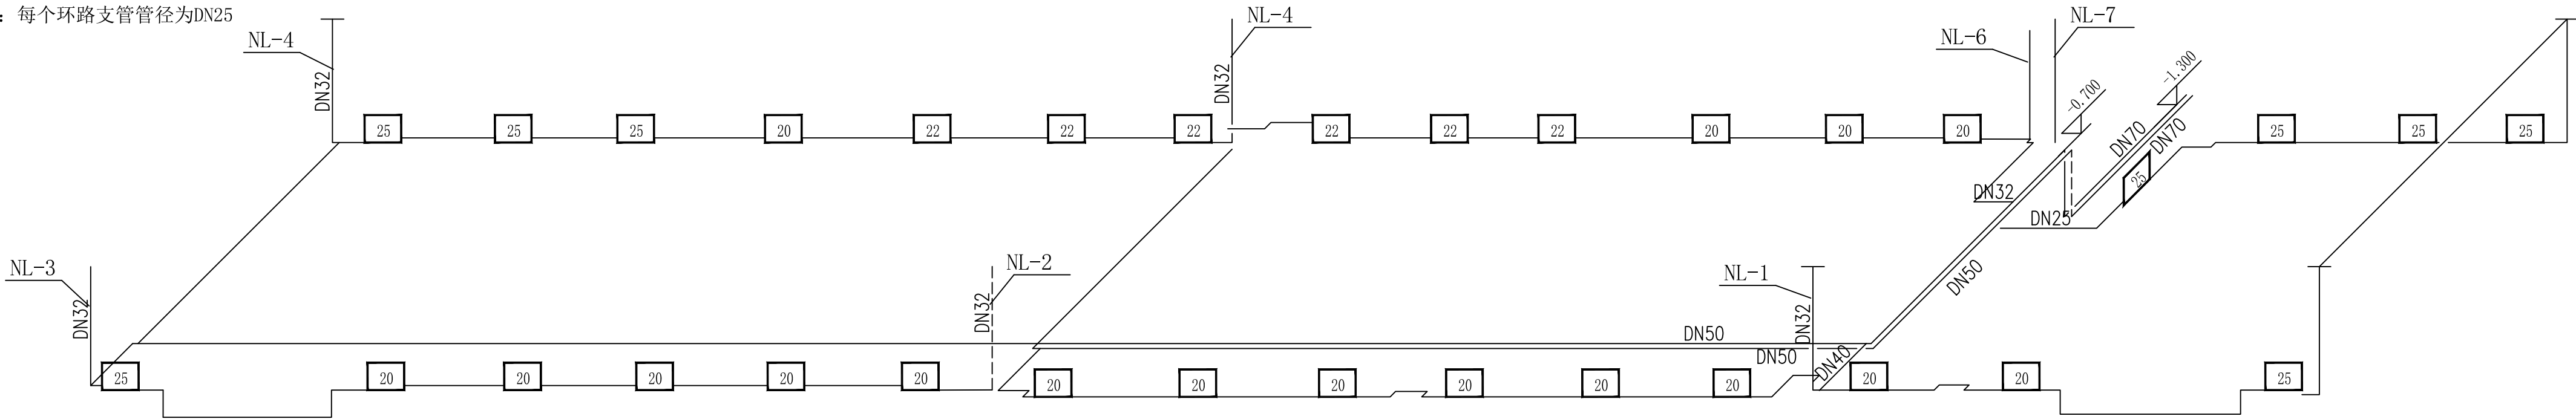 : 每个环路支管管径为DN25
NL-4
NL-4
NL-6
NL-7
DN32
DN32
-0.700
-1.300
25
25
25
20
22
22
22
22
22
22
20
20
20
DN70
DN70
25
25
25
25
DN32
DN25
NL-3
NL-2
NL-1
DN50
DN32
DN32
DN32
DN50
DN50
DN40
25
20
20
20
20
20
20
20
20
20
20
20
20
20
25